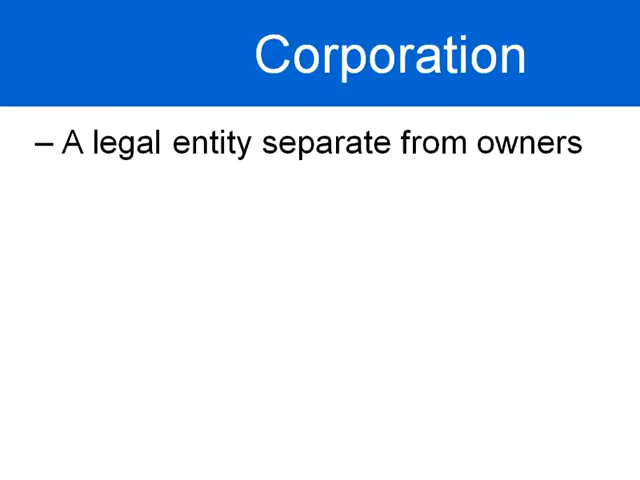 Corporation
– A legal entity separate from owners